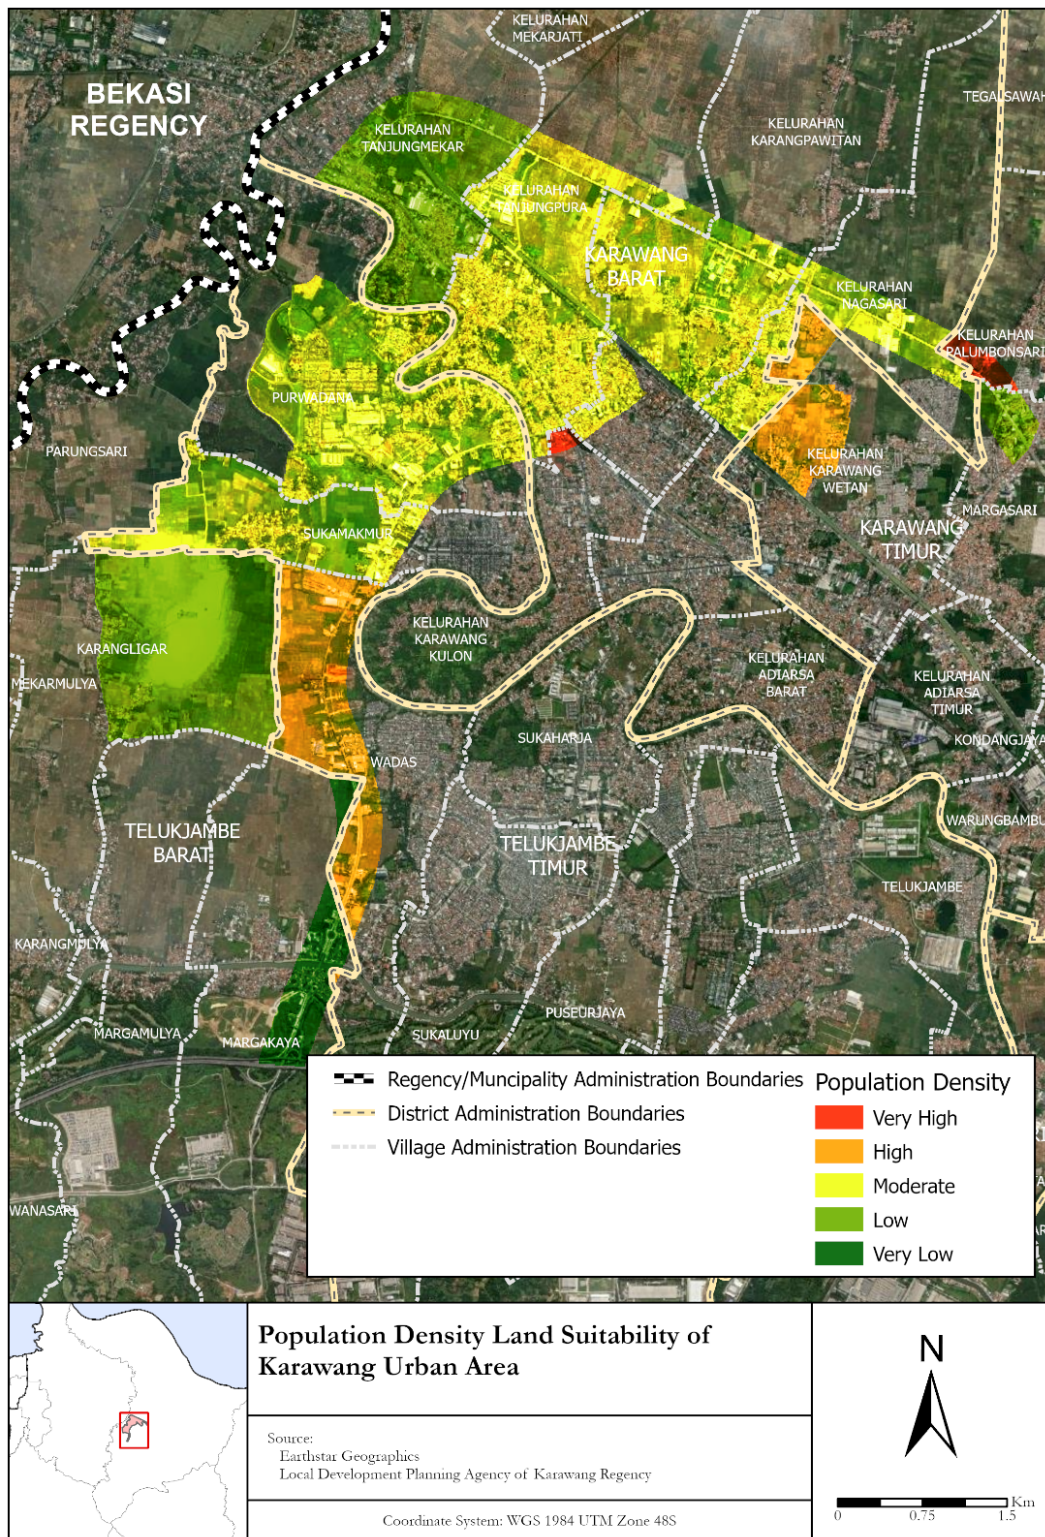 KELURAHAN
MEKARJATI
BEKASI
REGENCY
TEGALSAWAH
KELURAHAN
TANJUNGMEKAR
KELURAHAN
KARANGPAWITAN
KELURAHAN
TANJUNGPURA
KARAWANG
BARAT
KELURAHAN
NAGASARI
KELURAHAN
PALUMBONSARI
PURWADANA
PARUNGSARI
KELURAHAN
KARAWANG
WETAN
MARGASARI
SUKAMAKMUR
KARAWANG
TIMUR
KELURAHAN
KARAWANG
KULON
KARANGLIGAR
MEKARMULYA
KELURAHAN
ADIARSA
BARAT
KELURAHAN
ADIARSA
TIMUR
SUKAHARJA
KONDANGJAYA
WADAS
WARUNGBAMBU
TELUKJAMBE
BARAT
TELUKJAMBE
TIMUR
TELUKJAMBE
KARANGMULYA
MARGAMULYA
MARGAKAYA
SUKALUYU
PUSEURJAYA
WANASARI
Regency/Muncipality Administration Boundaries
District Administration Boundaries
Village Administration Boundaries
Population Density
Very High
High
Moderate
Low
Very Low
Population Density Land Suitability of
Karawang Urban Area
Source:
Earthstar Geographics
Local Development Planning Agency of Karawang Regency
Coordinate System: WGS 1984 UTM Zone 48S
N
Km
0 0.75 1.5